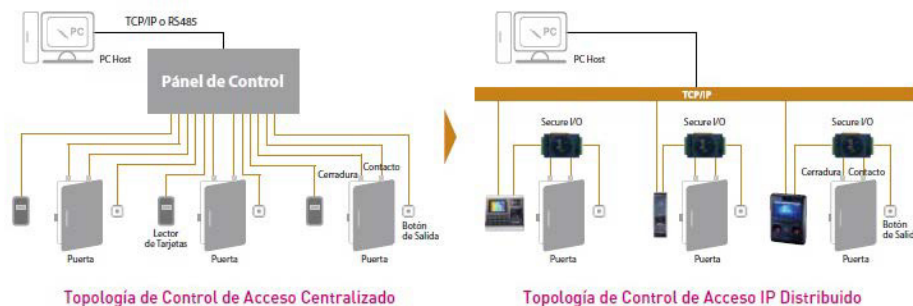 TCP/IP o RS485
PC
PC Host
Pánel de Control
Cerradura
Contacto
Lector
de Tarjetas
Botón
de Salida
Puerta
Puerta
Puerta
Topología de Control de Acceso Centralizado
PC
PC Host
TCP/IP
Secure I/O
Secure I/O
Secure I/O
Cerradura
Contacto
Botón
de Salida
Puerta
Puerta
Puerta
Topología de Control de Acceso IP Distribuido